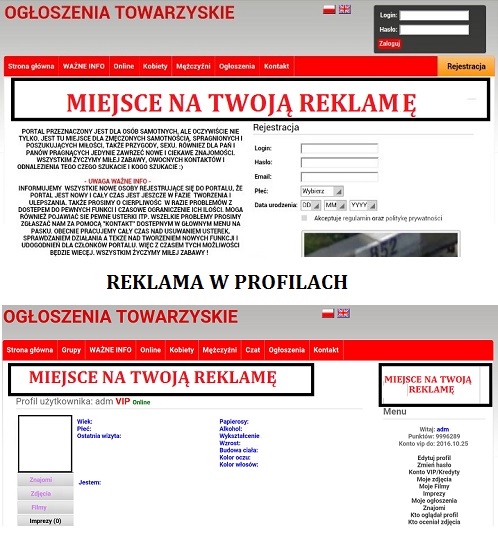 OGŁOSZENIA TOWARZYSKIE
Login:
Hasło:
Zaloguj
Strona główna WAŻNE INFO Online Kobiety Mężczyźni Ogłoszenia Kontakt Rejestracja
MIEJSCE NA TWOJĄ REKLAMĘ
PORTAL PRZEZNACZONY JEST DLA OSÓB SAMOTNYCH, ALE OCZYWIŚCIE NIE
TYLKO. JEST TU MIEJSCE DLA ZMĘCZONYCH SAMOTNOŚCIĄ, SPRAGNIONYCH I
POSZUKUJĄCYCH MIŁOŚCI, TAKŻE PRZYGODY, SEXU. RÓWNIEŻ DLA PAŃ I
PANÓW PRAGNĄCYCH JEDYNIE ZAWRZEĆ NOWE I CIEKAWE ZNAJOMOŚCI.
WSZYSTKIM ŻYCZYMY MIŁEJ ZABAWY, OWOCNYCH KONTAKTÓW I
ODNALEZIENIA TEGO CZEGO SZUKACIE I KOGO SZUKACIE :)
- UWAGA WAŻNE INFO -
INFORMUJEMY WSZYSTKIE NOWE OSOBY REJESTRUJĄCE SIĘ DO PORTALU, ŻE
PORTAL JEST NOWY I CAŁY CZAS JEST JESZCZE W FAZIE TWORZENIA I
ULEPSZANIA. TAKŻE PROSIMY O CIERPLIWOŚĆ W RAZIE PROBLEMÓW Z
DOSTĘPEM DO PEWNYCH FUNKCJI I CZASOWE OGRANICZENIE ICH ILOŚCI. MOGĄ
RÓWNIEŻ POJAWIAĆ SIĘ PEWNE USTERKI ITP. WSZELKIE PROBLEMY PROSIMY
ZGŁASZAĆ NAM ZA POMOCĄ "KONTAKT" DOSTĘPNYM W GŁÓWNYM MENU NA
PASKU. OBECNIE PRACUJEMY CAŁY CZAS NAD USUWANIEM USTEREK,
SPRAWDZANIEM DZIAŁANIA A TEKŻE NAD TWORZENIEM NOWYCH FUNKCJI I
UDOGODNIEŃ DLA CZŁONKÓW PORTALU. WIĘC Z CZASEM TYCH MOŻLIWOŚCI
BĘDZIE WIĘCEJ. WSZYSTKIM ŻYCZYMY MIŁEJ ZABAWY !
Rejestracja
Login:
Hasło:
Email:
Płeć: Wybierz
Data urodzenia: DD MM YYYY
Akceptuje regulamin oraz politykę prywatności
REKLAMA W PROFILACH
OGŁOSZENIA TOWARZYSKIE
Strona główna Grupy WAŻNE INFO Online Kobiety Mężczyźni Czat Ogłoszenia Kontakt
MIEJSCE NA TWOJĄ REKLAMĘ
MIEJSCE NA TWOJĄ
REKLAMĘ
Profil użytkownika: adm VIP Online
Wiek:
Płeć:
Ostatnia wizyta:
Papierosy:
Alkohol:
Wykształcenie
Wzrost:
Budowa ciała:
Kolor oczu:
Kolor włosów:
Jestem:
Znajomi
Zdjęcia
Filmy
Imprezy (0)
Menu
Witaj: adm
Punktów: 9996289
Konto vip do: 2016.10.25
Edytuj profil
Zmień hasło
Konto VIP/Kredyty
Moje zdjęcia
Moje Filmy
Imprezy
Moje ogłoszenia
Znajomi
Kto oglądał profil
Kto oceniał zdjęcia